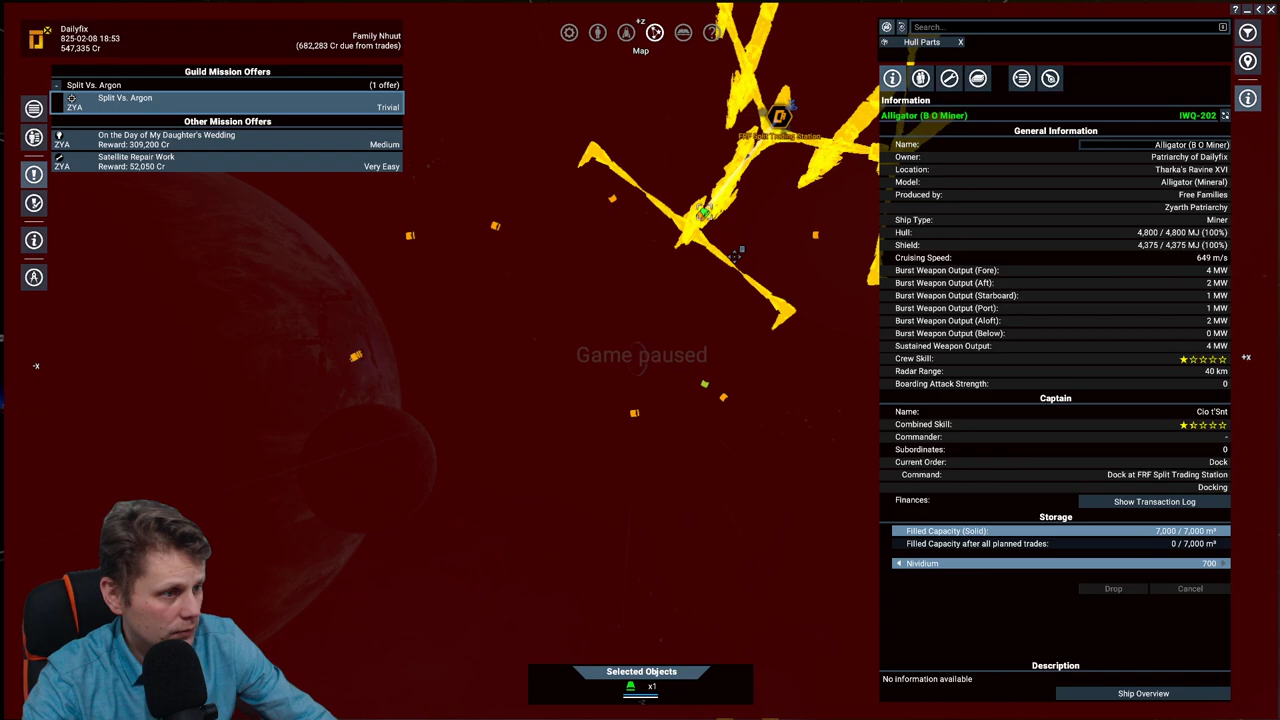 Dailyfix
825-02-08 18:53
547,335 Cr
Family Nhuut
(682,283 Cr due from trades)
+z
Map
Guild Mission Offers
Split Vs. Argon (1 offer)
Split Vs. Argon
ZYA Trivial
Other Mission Offers
On the Day of My Daughter's Wedding
ZYA Reward: 309,200 Cr Medium
Satellite Repair Work
ZYA Reward: 52,050 Cr Very Easy
FRF Split Trading Station
Game paused
-x
+x
Selected Objects
x1
-z
Search...
Hull Parts X
Information
Alligator (B O Miner) IWQ-202
General Information
Name: Alligator (B O Miner)
Owner: Patriarchy of Dailyfix
Location: Tharka's Ravine XVI
Model: Alligator (Mineral)
Produced by: Free Families
Zyarth Patriarchy
Ship Type: Miner
Hull: 4,800 / 4,800 MJ (100%)
Shield: 4,375 / 4,375 MJ (100%)
Cruising Speed: 649 m/s
Burst Weapon Output (Fore): 4 MW
Burst Weapon Output (Aft): 2 MW
Burst Weapon Output (Starboard): 1 MW
Burst Weapon Output (Port): 1 MW
Burst Weapon Output (Aloft): 2 MW
Burst Weapon Output (Below): 0 MW
Sustained Weapon Output: 4 MW
Crew Skill: ★☆☆☆☆
Radar Range: 40 km
Boarding Attack Strength: 0
Captain
Name: Cio t'Snt
Combined Skill:
Commander: -
Subordinates: 0
Current Order: Dock
Command: Dock at FRF Split Trading Station
Docking
Finances: Show Transaction Log
Storage
Filled Capacity (Solid): 7,000 / 7,000 m³
Filled Capacity after all planned trades: 0 / 7,000 m³
Nividium 700
Drop Cancel
Description
No information available
Ship Overview